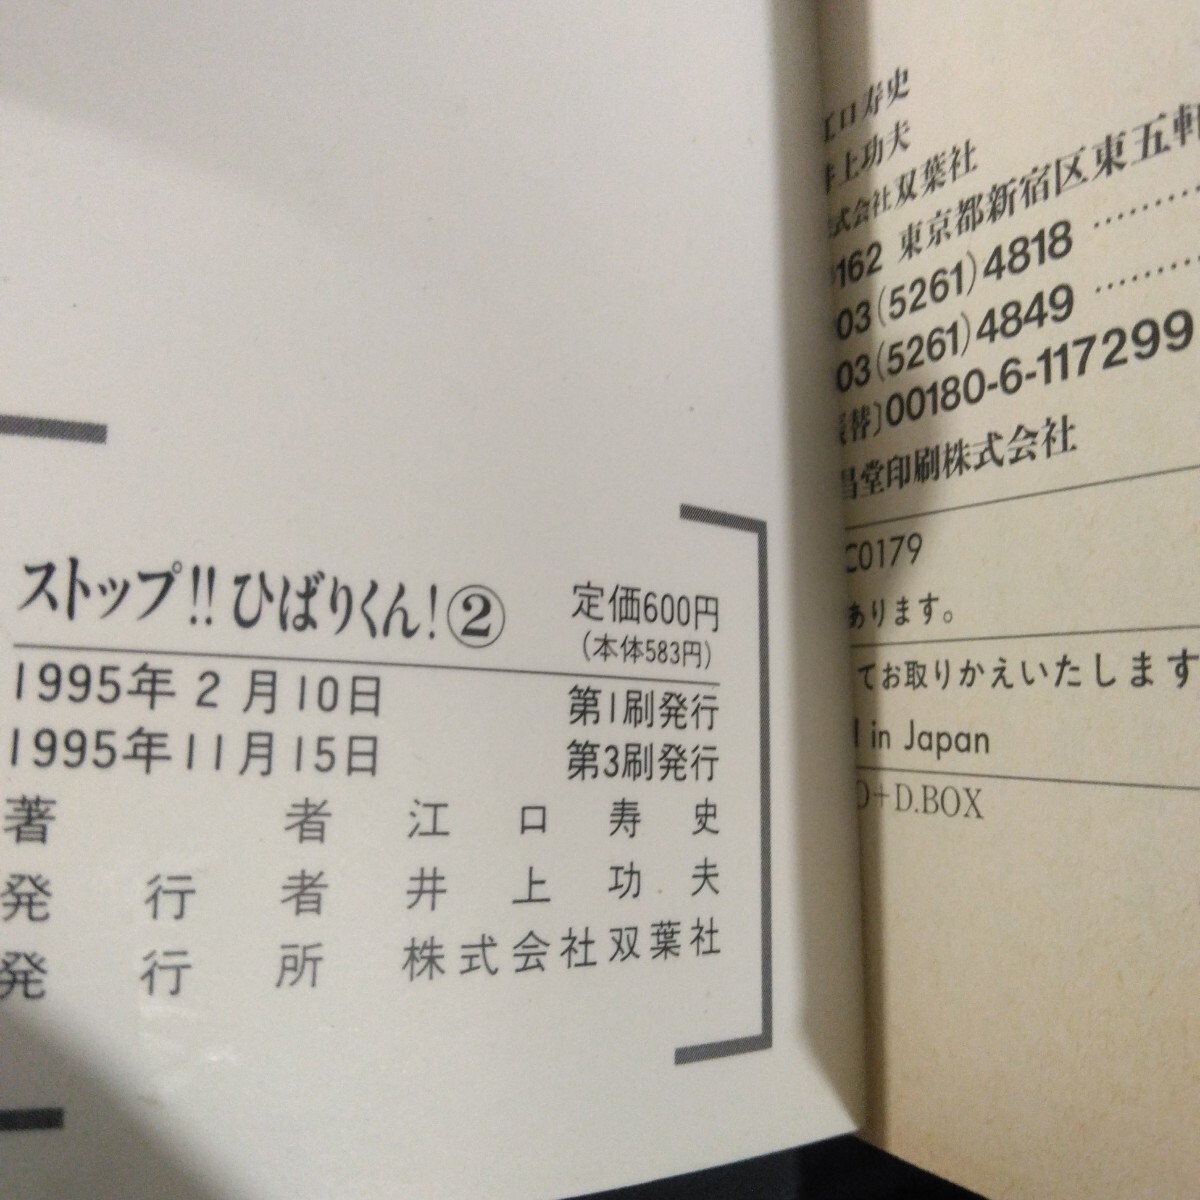 ストップ!!ひばりくん!② 定価600円
(本体583円)
1995年2月10日 第1刷発行
1995年11月15日 第3刷発行
著者 江口寿史
発行者 井上功夫
発行所 株式会社双葉社
江口寿史
井上功夫
式会社双葉社
162 東京都新宿区東五軒
03(5261)4818 ………
03(5261)4849 ………
替〕00180-6-117299
昌堂印刷株式会社
C0179
あります。
てお取りかえいたします
in Japan
+D.BOX